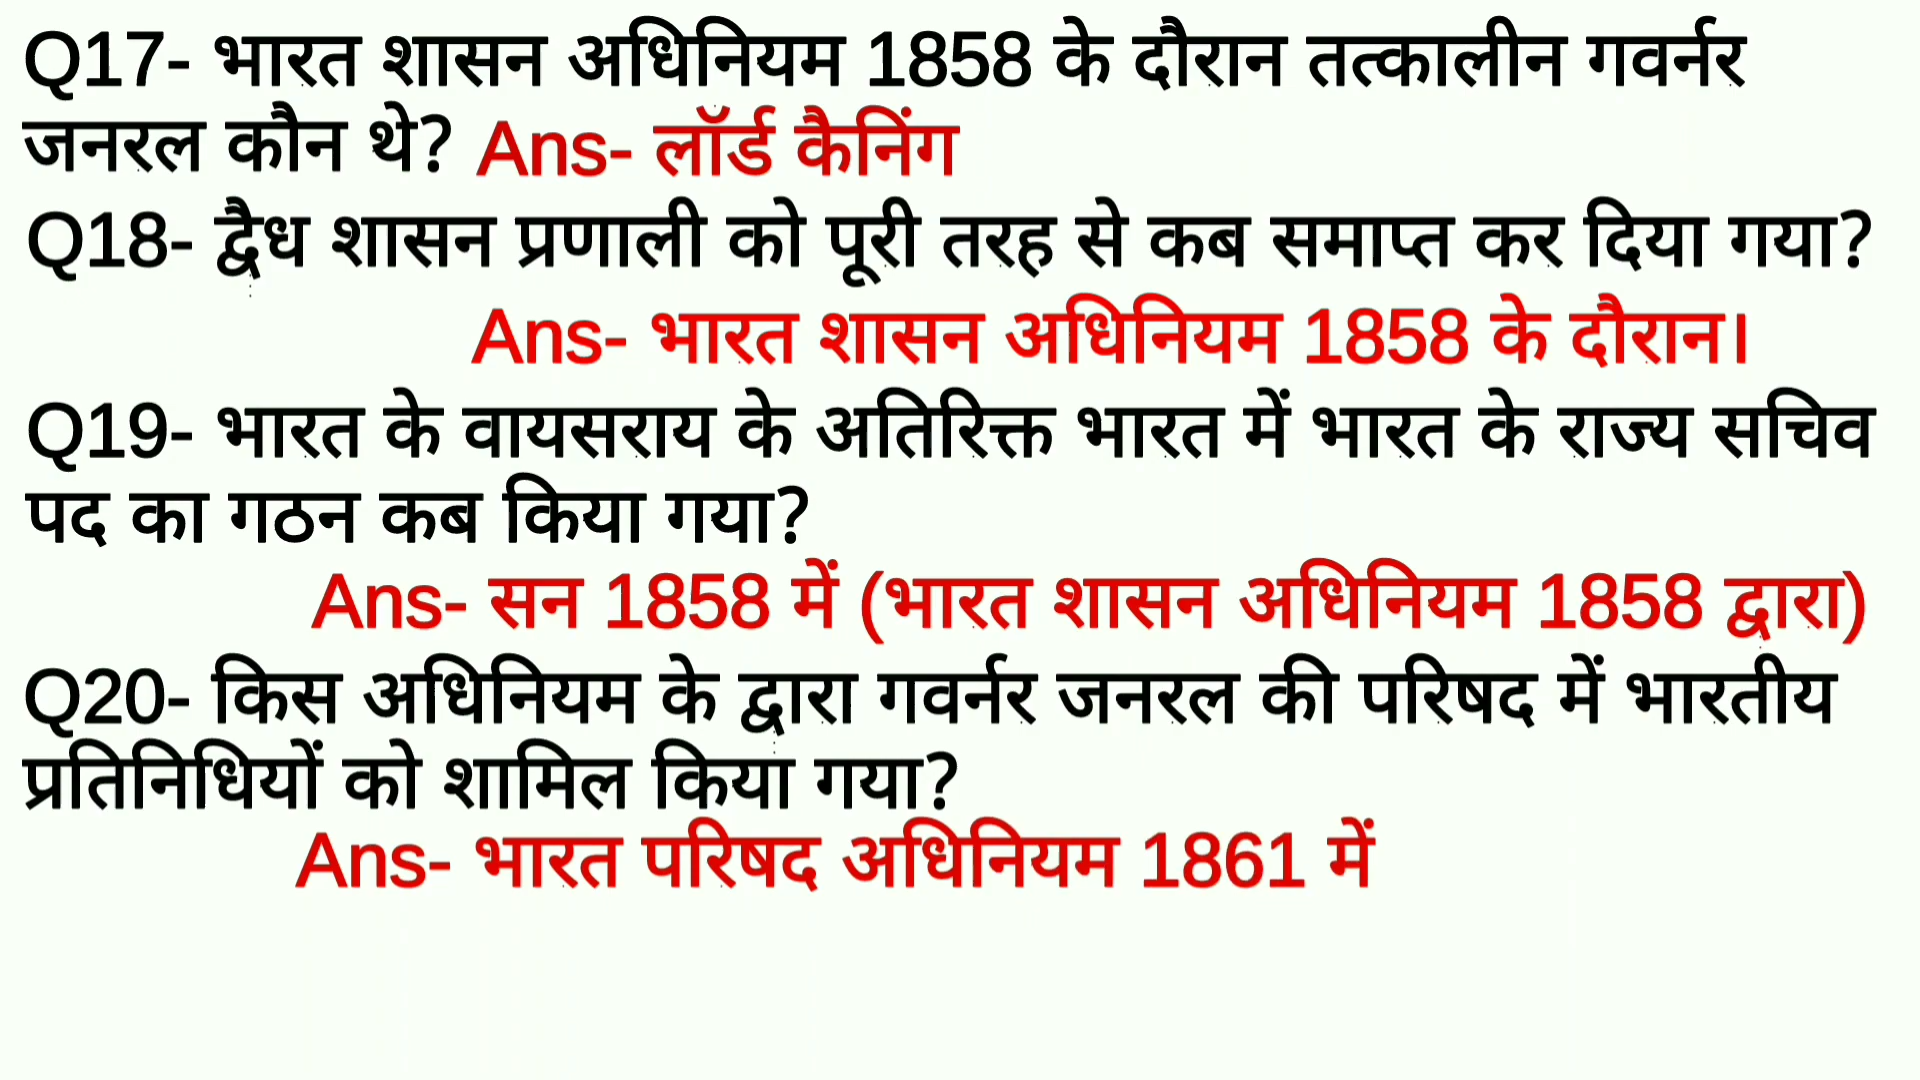 Q17- भारत शासन अधिनियम 1858 के दौरान तत्कालीन गवर्नर
जनरल कौन थे? Ans- लॉर्ड कैनिंग
Q18- द्वैध शासन प्रणाली को पूरी तरह से कब समाप्त कर दिया गया?
Ans- भारत शासन अधिनियम 1858 के दौरान।
Q19- भारत के वायसराय के अतिरिक्त भारत में भारत के राज्य सचिव
पद का गठन कब किया गया?
Ans- सन 1858 में (भारत शासन अधिनियम 1858 द्वारा)
Q20- किस अधिनियम के द्वारा गवर्नर जनरल की परिषद में भारतीय
प्रतिनिधियों को शामिल किया गया?
Ans- भारत परिषद अधिनियम 1861 में